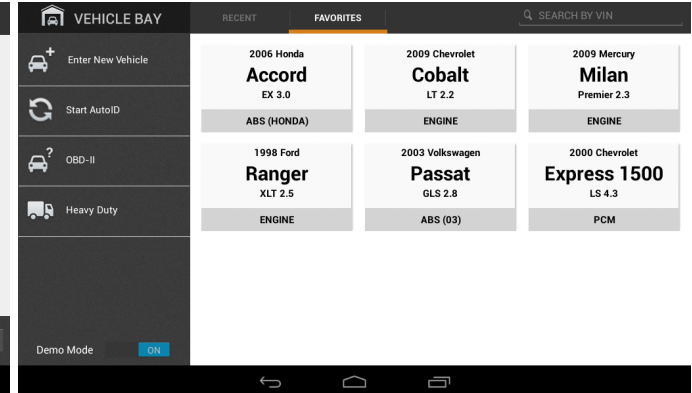 VEHICLE BAY
RECENT
FAVORITES
SEARCH BY VIN
+
Enter New Vehicle
Start AutoID
?
OBD-II
Heavy Duty
Demo Mode
ON
2006 Honda
Accord
EX 3.0
ABS (HONDA)
2009 Chevrolet
Cobalt
LT 2.2
ENGINE
2009 Mercury
Milan
Premier 2.3
ENGINE
1998 Ford
Ranger
XLT 2.5
ENGINE
2003 Volkswagen
Passat
GLS 2.8
ABS (03)
2000 Chevrolet
Express 1500
LS 4.3
PCM